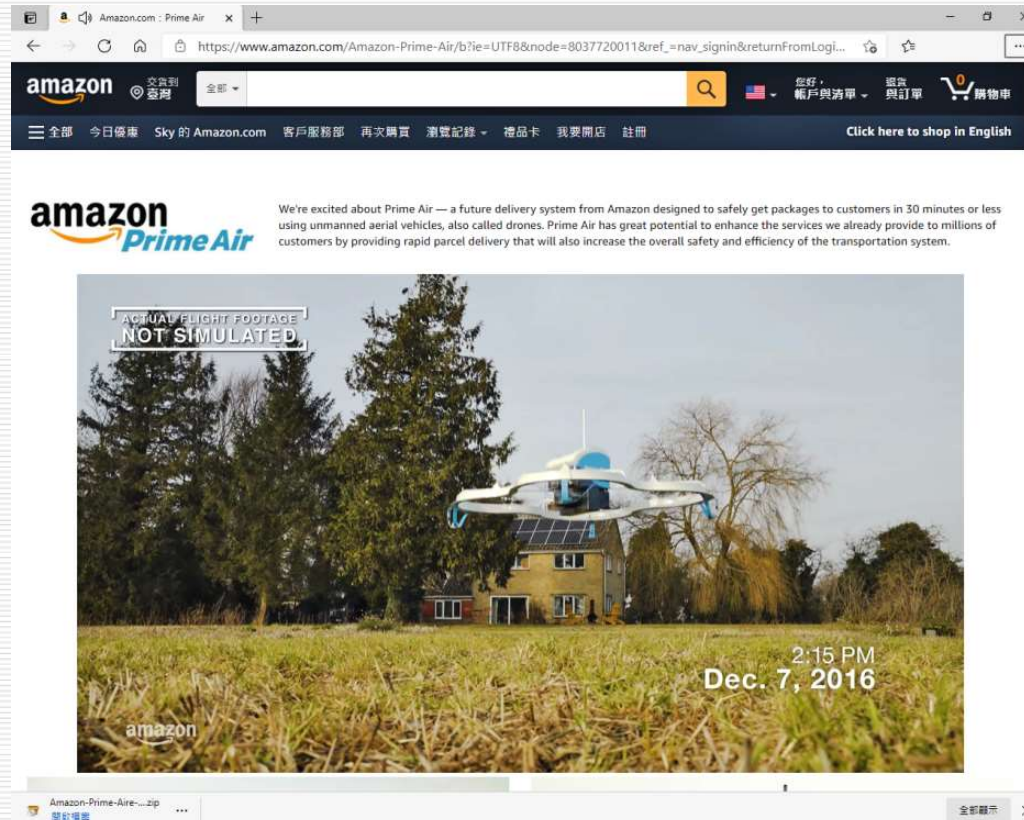 Amazon.com : Prime Air
https://www.amazon.com/Amazon-Prime-Air/b?ie=UTF8&node=8037720011&ref_=nav_signin&returnFromLogi...
amazon
交貨到
臺灣
全部
您好，
帳戶與清單
退貨
與訂單
0
購物車
全部 今日優惠 Sky 的 Amazon.com 客戶服務部 再次購買 瀏覽記錄 禮品卡 我要開店 註冊 Click here to shop in English
amazon
Prime Air
We're excited about Prime Air — a future delivery system from Amazon designed to safely get packages to customers in 30 minutes or less
using unmanned aerial vehicles, also called drones. Prime Air has great potential to enhance the services we already provide to millions of
customers by providing rapid parcel delivery that will also increase the overall safety and efficiency of the transportation system.
ACTUAL FLIGHT FOOTAGE
NOT SIMULATED
2:15 PM
Dec. 7, 2016
amazon
Amazon-Prime-Aire-....zip
開啟檔案
全部顯示